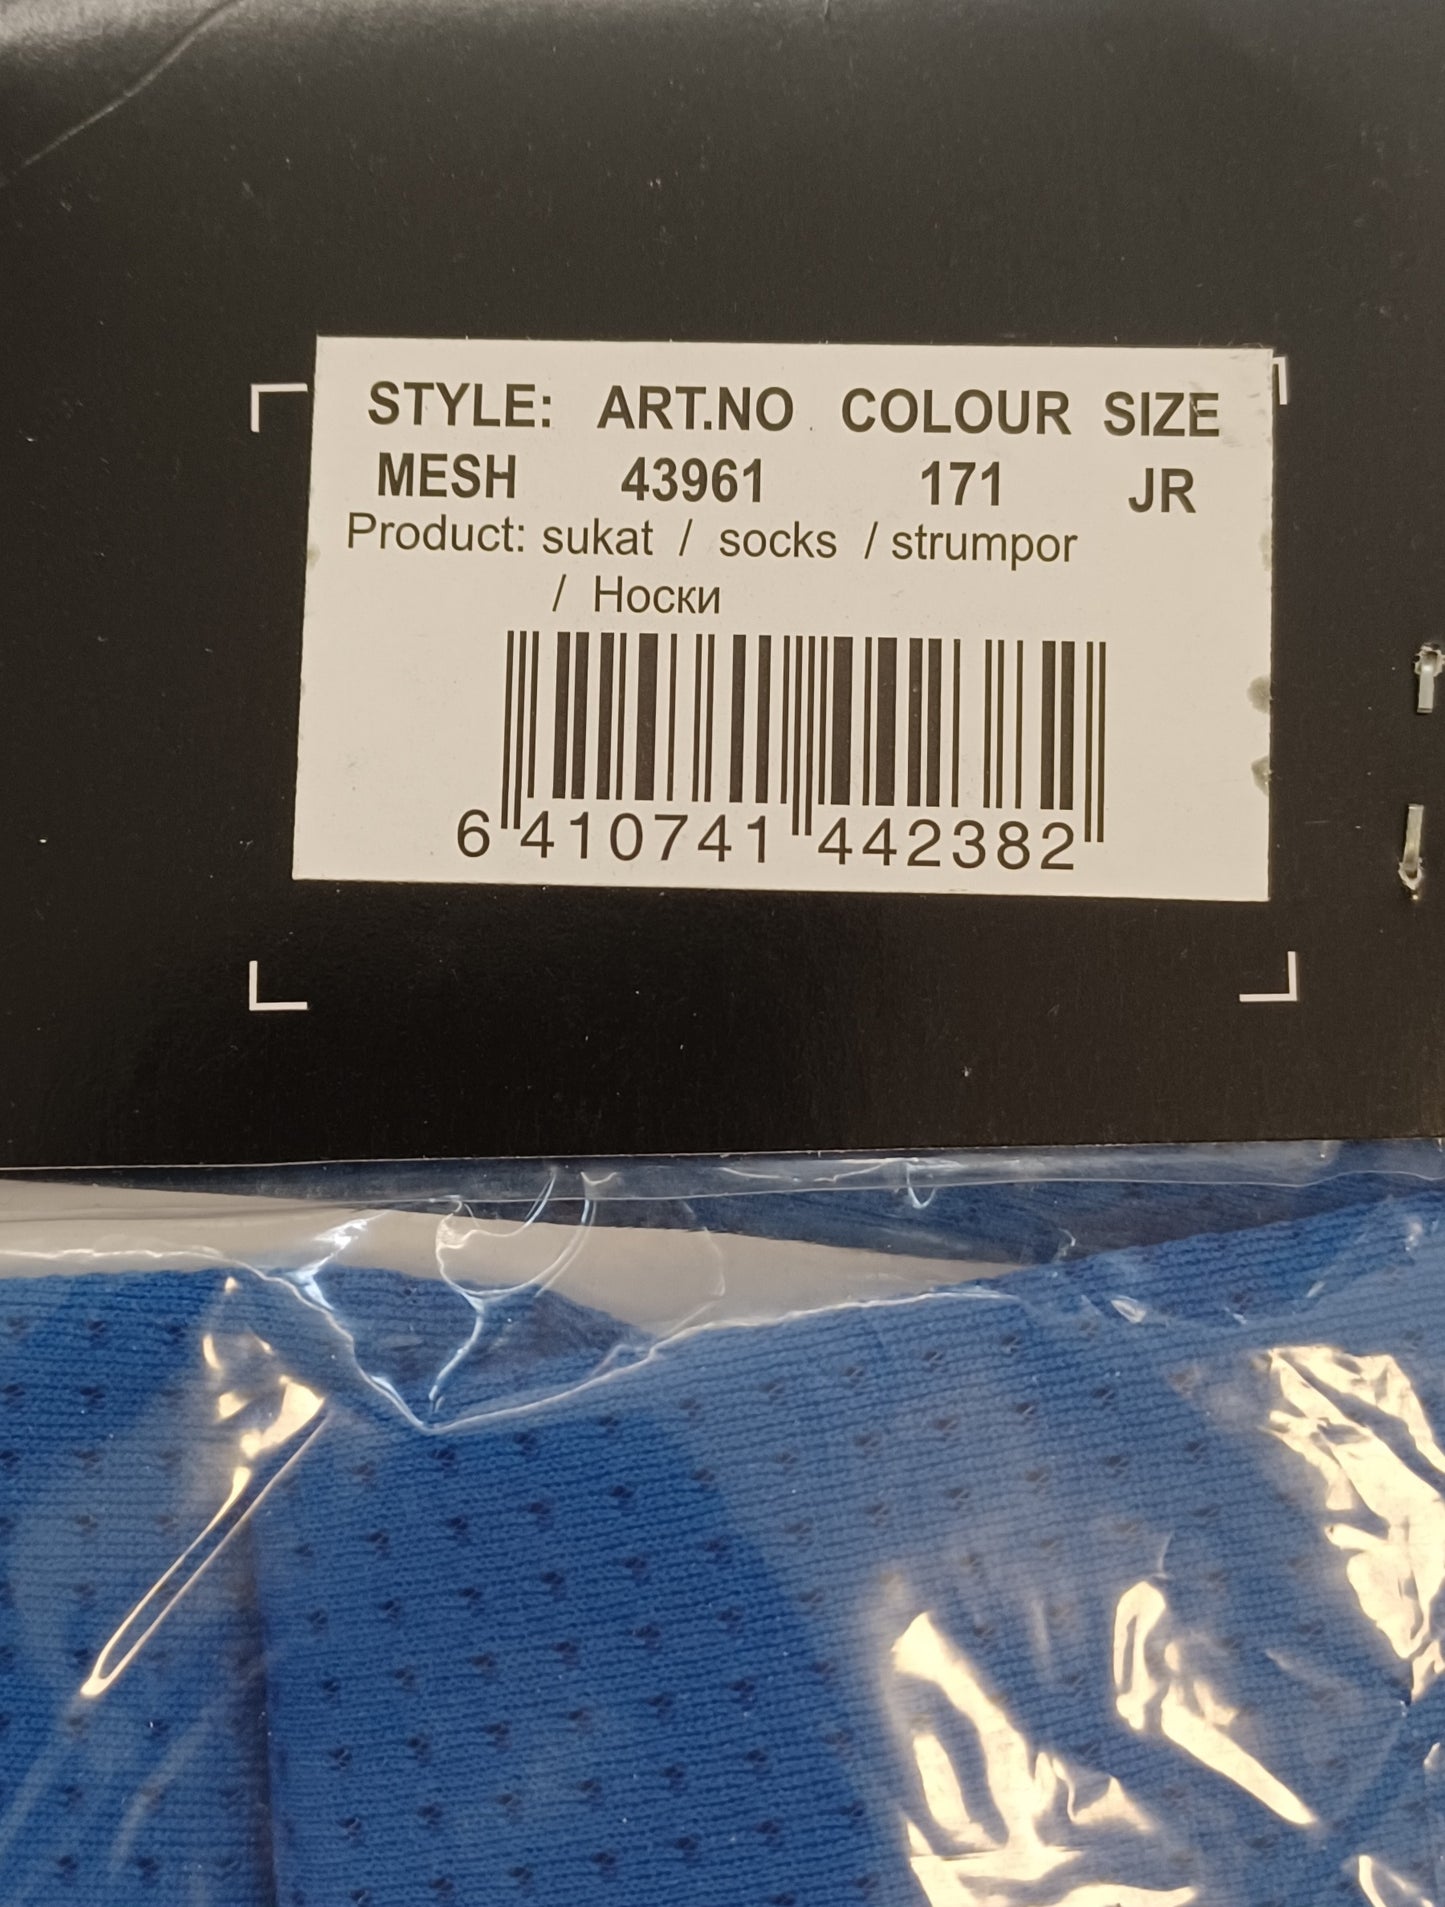 STYLE: ART.NO COLOUR SIZE
MESH 43961 171 JR
Product: sukat / socks / strumpor
/ Носки
6 410741 442382